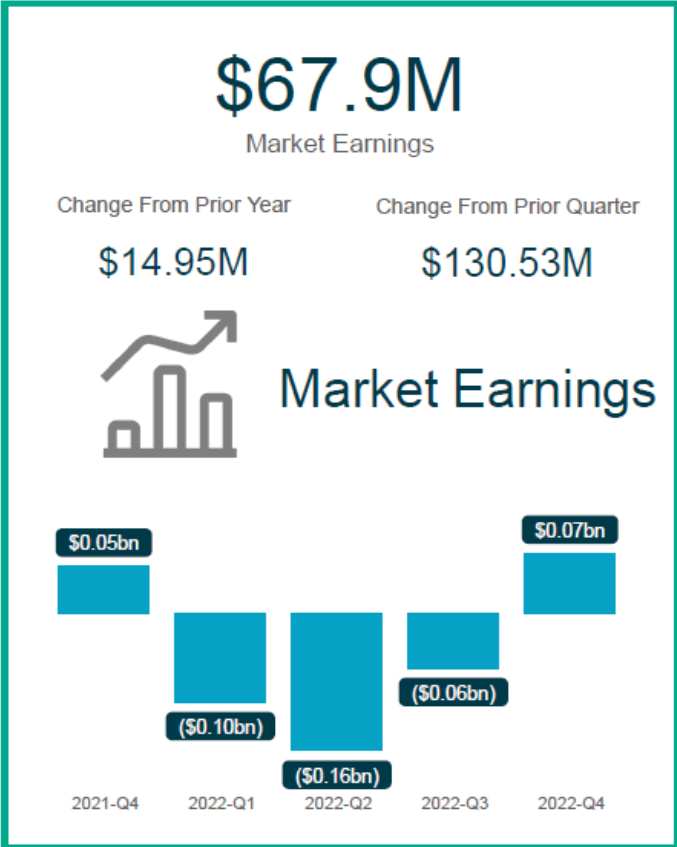 $67.9M
Market Earnings
Change From Prior Year
Change From Prior Quarter
$14.95M
$130.53M
Market Earnings
$0.05bn
$0.07bn
($0.06bn)
($0.10bn)
($0.16bn)
2021-Q4
2022-Q1
2022-Q2
2022-Q3
2022-Q4